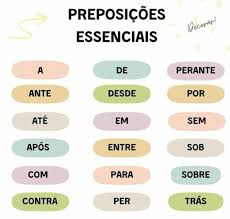 PREPOSIÇÕES
ESSENCIAIS
Decorar!
A DE PERANTE
ANTE DESDE POR
ATÉ EM SEM
APÓS ENTRE SOB
COM PARA SOBRE
CONTRA PER TRÁS